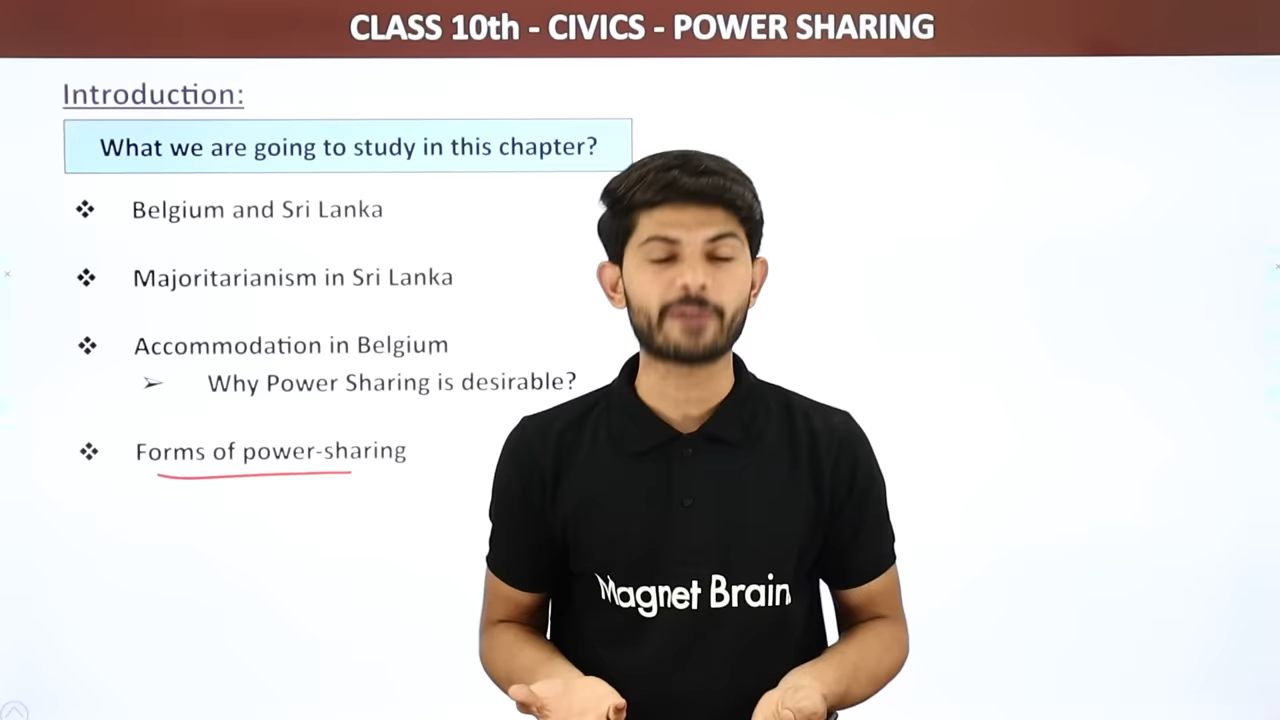 CLASS 10th - CIVICS - POWER SHARING
Introduction:
What we are going to study in this chapter?
❖ Belgium and Sri Lanka
❖ Majoritarianism in Sri Lanka
❖ Accommodation in Belgium
➢ Why Power Sharing is desirable?
❖ Forms of power-sharing
Magnet Brain